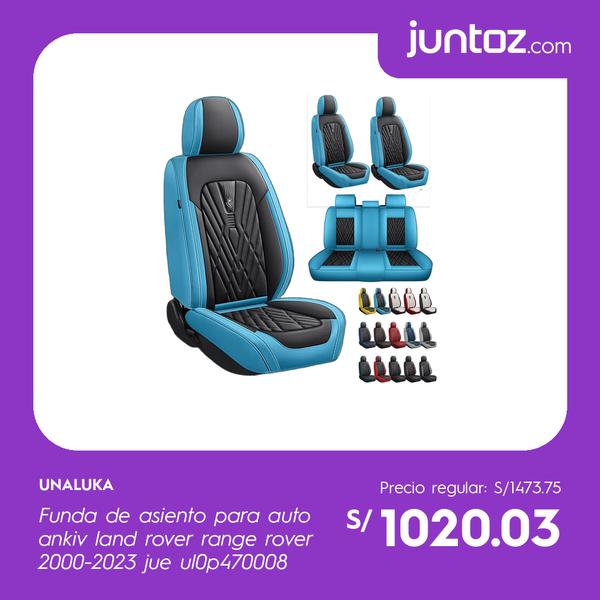 juntoz.com
UNALUKA
Funda de asiento para auto
ankiv land rover range rover
2000-2023 jue ul0p470008
Precio regular: S/1473.75
S/ 1020.03